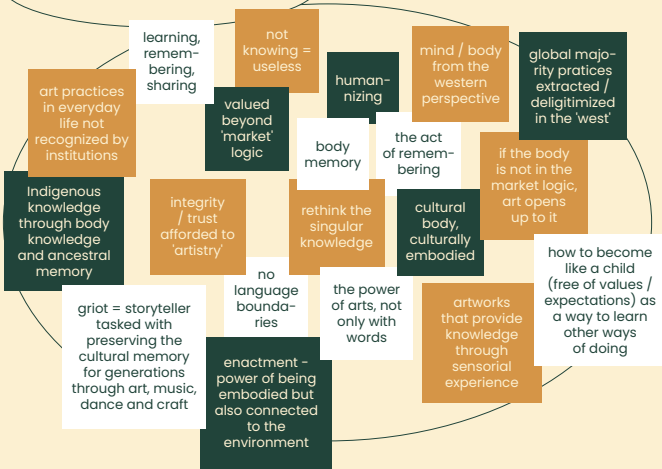 learning,
remem-
bering,
sharing
not
knowing =
useless
human-
nizing
mind / body
from the
western
perspective
global majo-
rity pratices
extracted /
deligitimized
in the 'west'
art practices
in everyday
life not
recognized by
institutions
valued
beyond
'market'
logic
body
memory
the act
of remem-
bering
if the body
is not in the
market logic,
art opens
up to it
Indigenous
knowledge
through body
knowledge
and ancestral
memory
integrity
/ trust
afforded to
'artistry'
rethink the
singular
knowledge
cultural
body,
culturally
embodied
how to become
like a child
(free of values /
expectations) as
a way to learn
other ways
of doing
griot = storyteller
tasked with
preserving the
cultural memory
for generations
through art, music,
dance and craft
no
language
bounda-
ries
the power
of arts, not
only with
words
artworks
that provide
knowledge
through
sensorial
experience
enactment -
power of being
embodied but
also connected
to the
environment